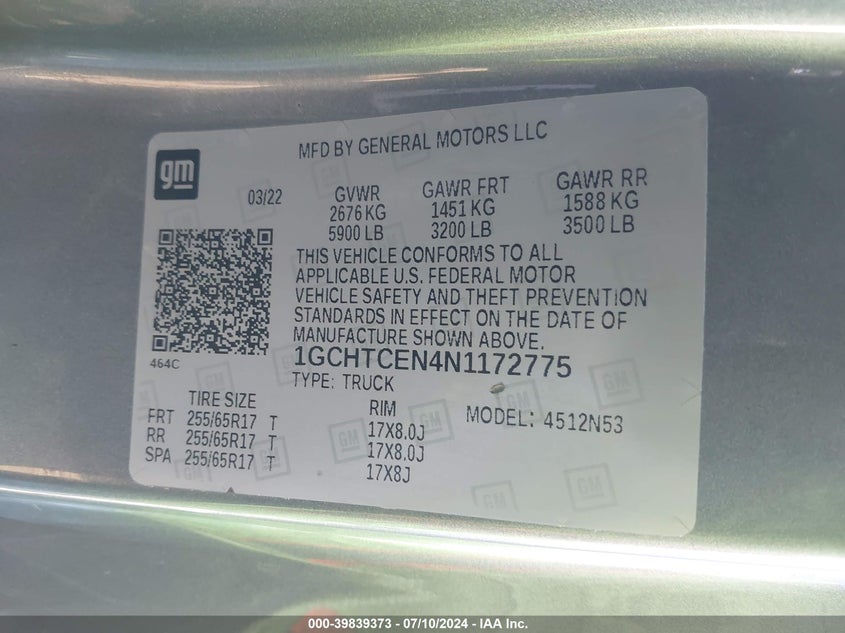 MFD BY GENERAL MOTORS LLC
gm
03/22
GVWR GAWR FRT GAWR RR
2676 KG 1451 KG 1588 KG
5900 LB 3200 LB 3500 LB
THIS VEHICLE CONFORMS TO ALL
APPLICABLE U.S. FEDERAL MOTOR
VEHICLE SAFETY AND THEFT PREVENTION
STANDARDS IN EFFECT ON THE DATE OF
MANUFACTURE SHOWN ABOVE.
464C
1GCHTCEN4N1172775
TYPE: TRUCK
TIRE SIZE RIM MODEL: 4512N53
FRT 255/65R17 T 17X8.0J
RR 255/65R17 T 17X8.0J
SPA 255/65R17 T 17X8J
000-39839373 - 07/10/2024 - IAA Inc.